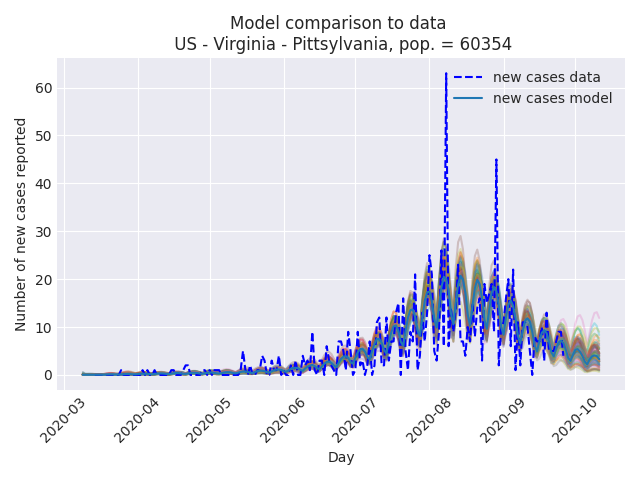 Model comparison to data
US - Virginia - Pittsylvania, pop. = 60354
new cases data
new cases model
Number of new cases reported
60
50
40
30
20
10
0
2020-03
2020-04
2020-05
2020-06
2020-07
2020-08
2020-09
2020-10
Day